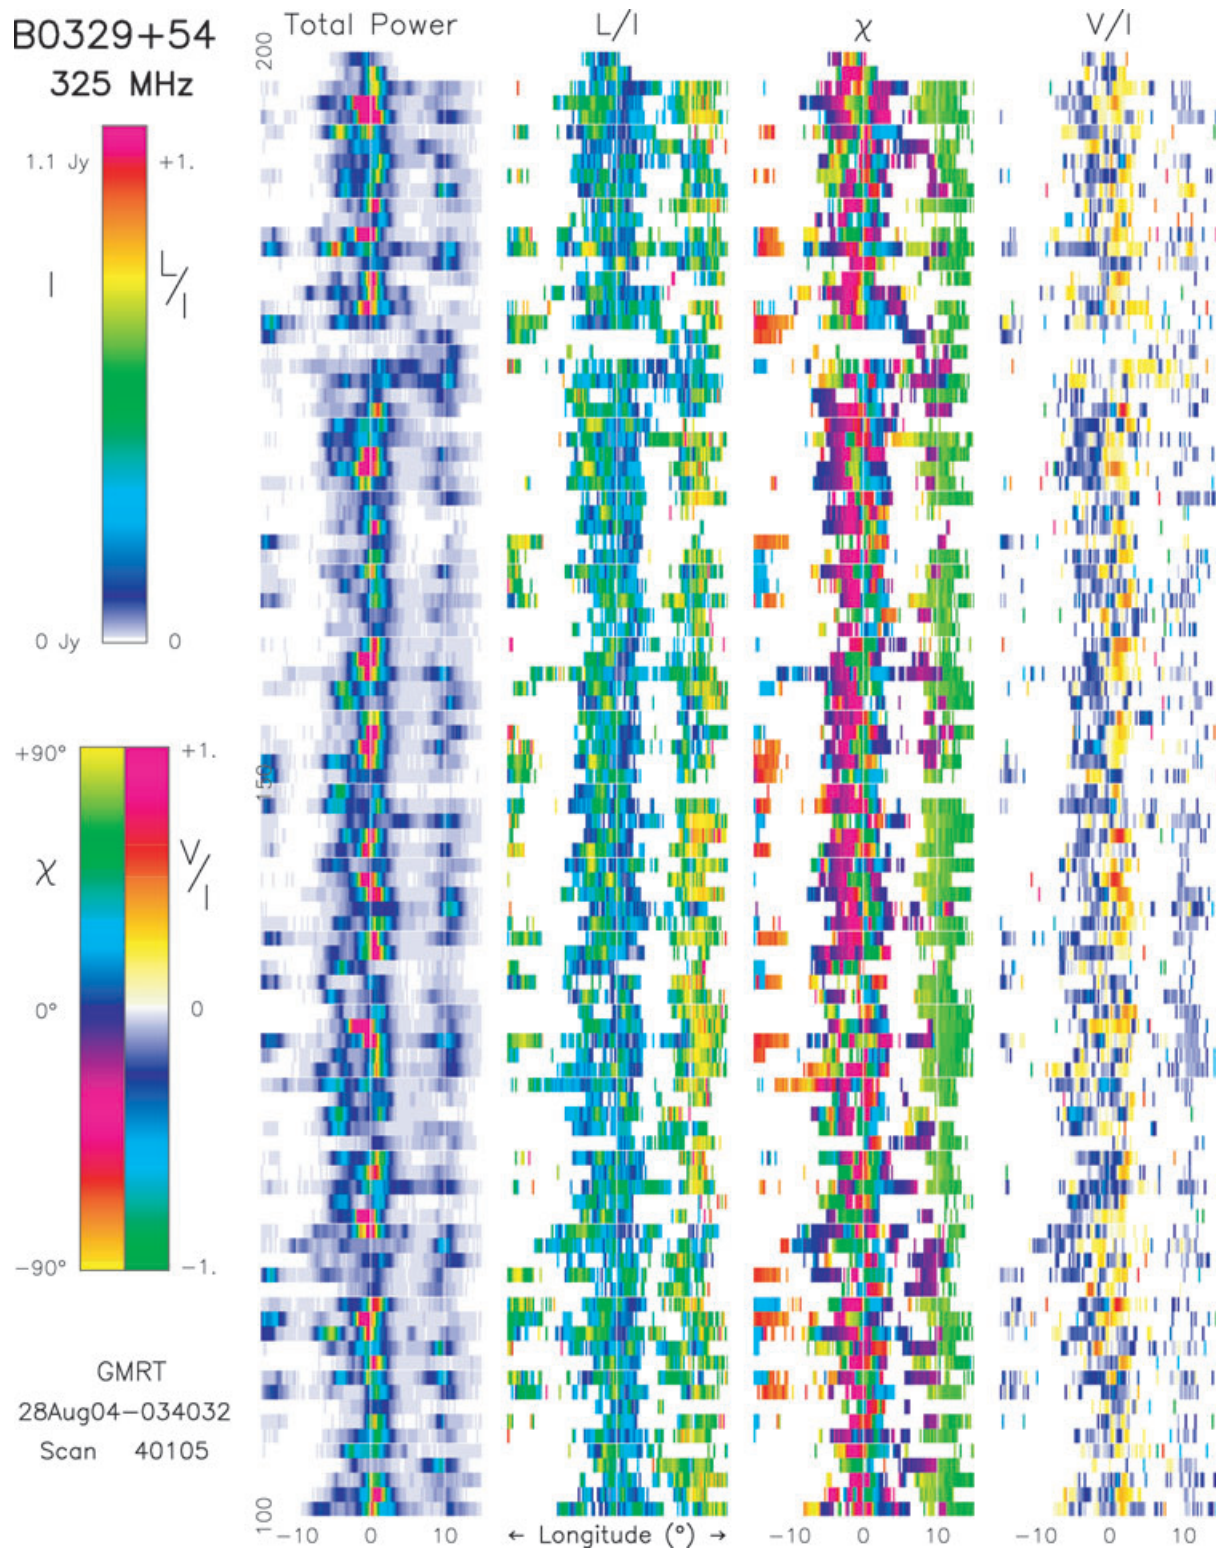 B0329+54
325 MHz
Total Power
L/I
χ
V/I
1.1 Jy
+1.
I
L/I
0 Jy
0
+90°
+1.
χ
V/I
0°
0
−90°
−1.
GMRT
28Aug04−034032
Scan 40105
200
150
100
−10 0 10
← Longitude (°) →
−10 0 10
−10 0 10